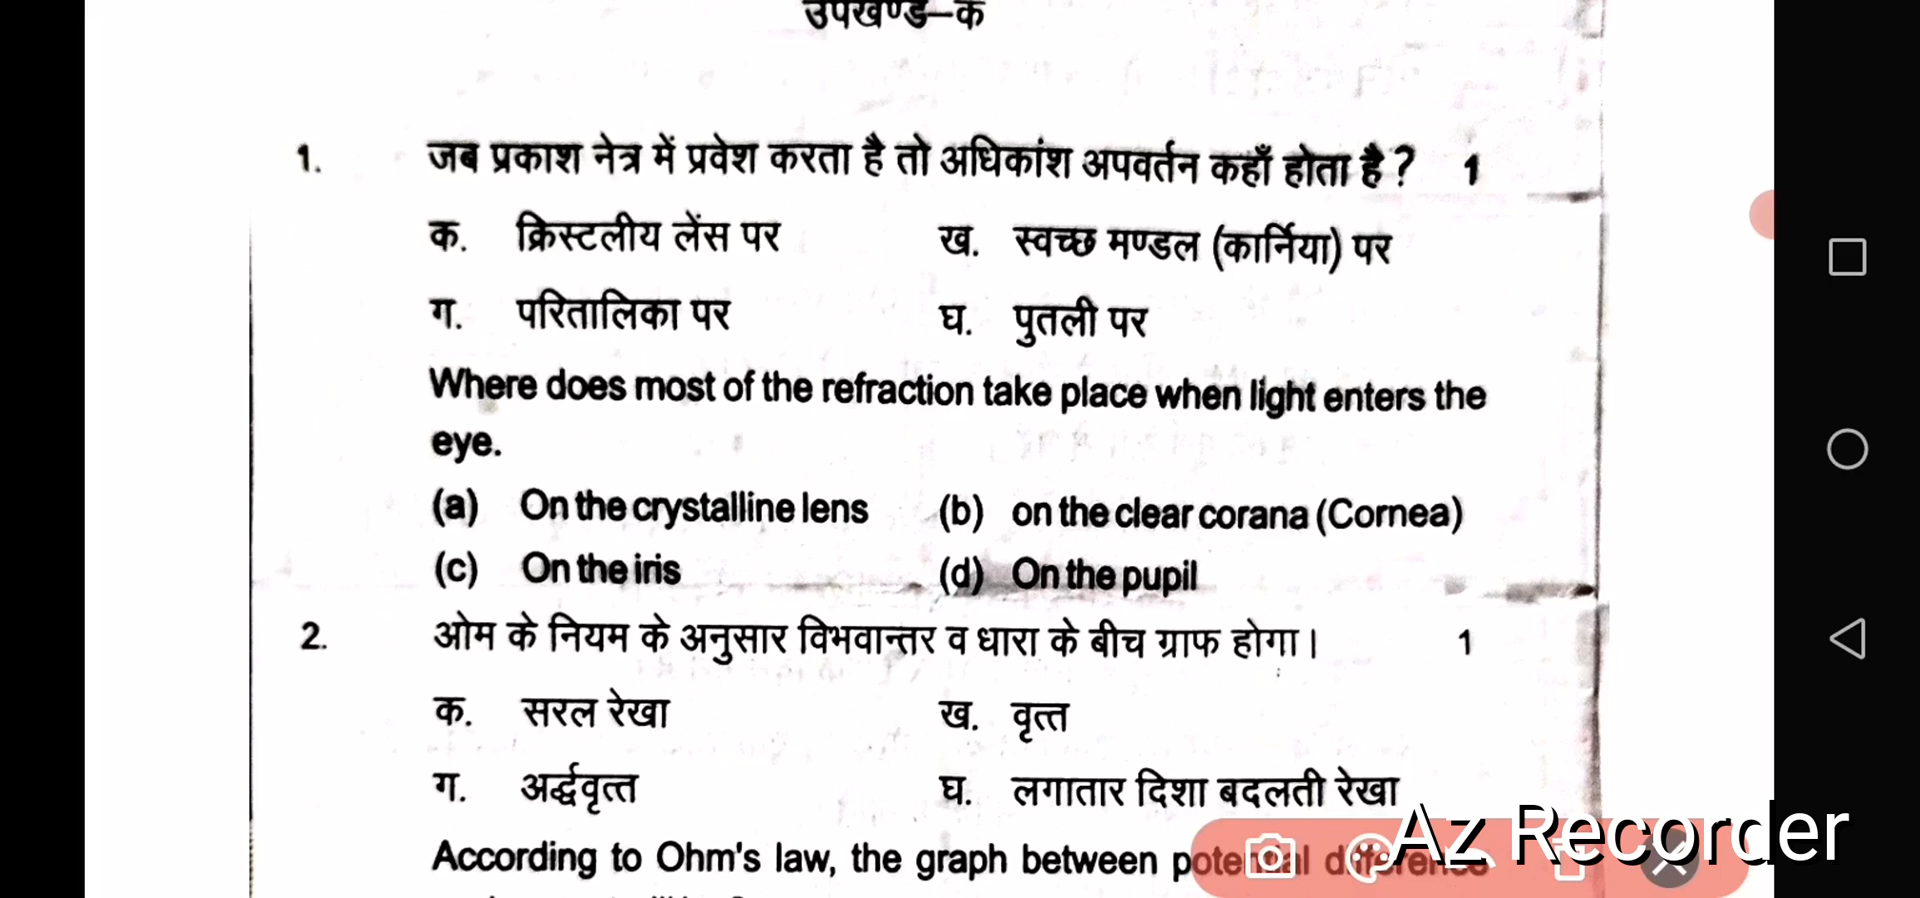 उपखण्ड–क
1. जब प्रकाश नेत्र में प्रवेश करता है तो अधिकांश अपवर्तन कहाँ होता है? 1
क. क्रिस्टलीय लेंस पर ख. स्वच्छ मण्डल (कार्निया) पर
ग. परितालिका पर घ. पुतली पर
Where does most of the refraction take place when light enters the
eye.
(a) On the crystalline lens (b) on the clear corana (Cornea)
(c) On the iris (d) On the pupil
2. ओम के नियम के अनुसार विभवान्तर व धारा के बीच ग्राफ होगा। 1
क. सरल रेखा ख. वृत्त
ग. अर्द्धवृत्त घ. लगातार दिशा बदलती रेखा
According to Ohm's law, the graph between potential difference
Az Recorder